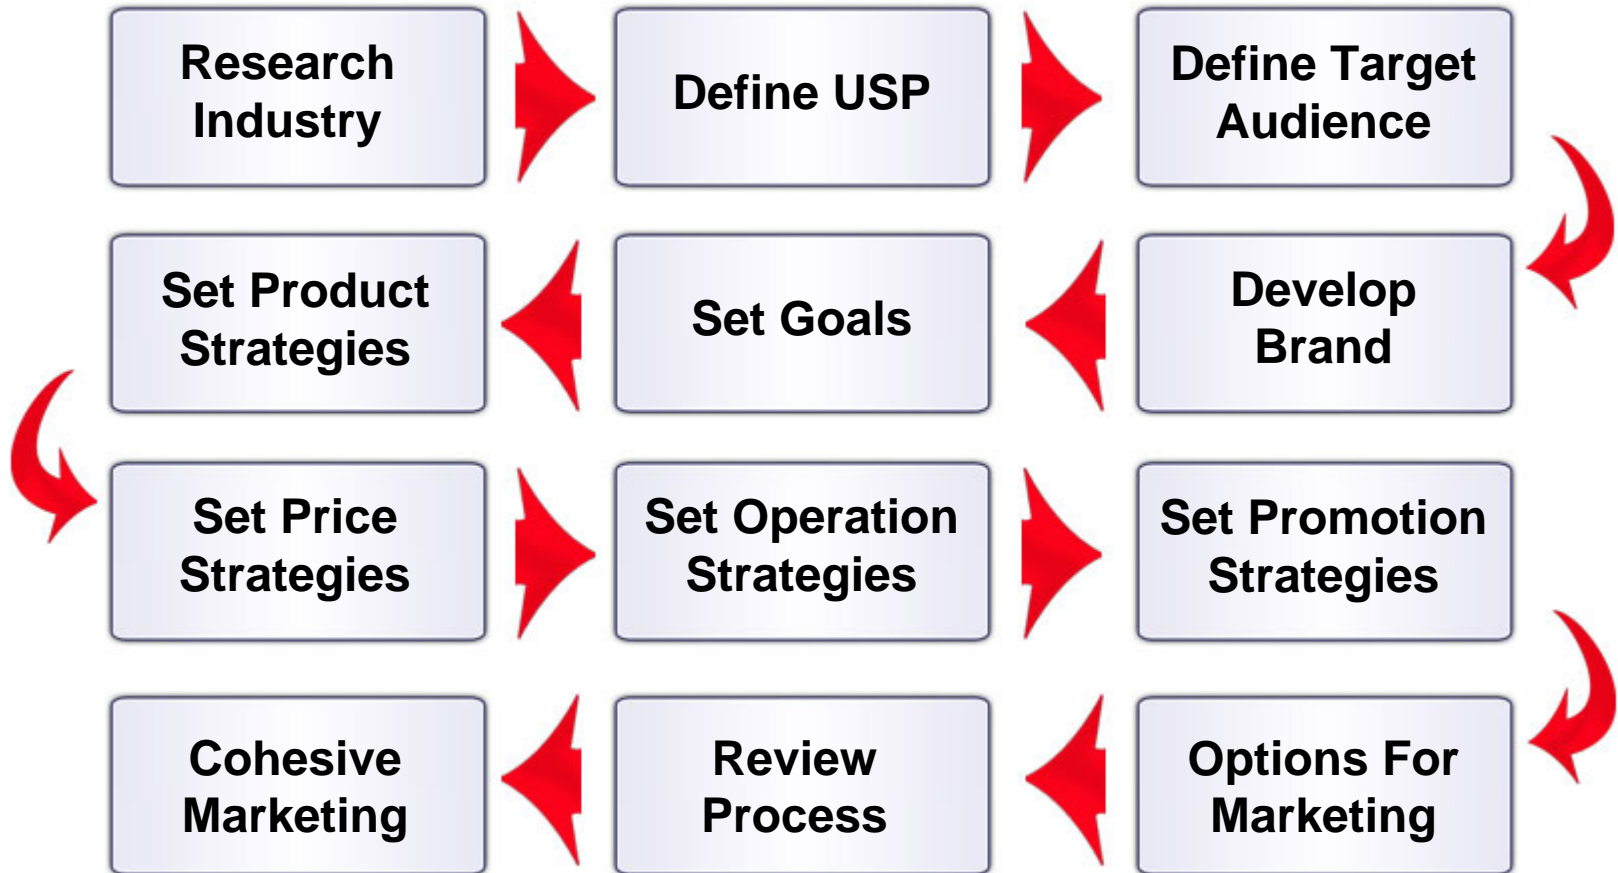 Research
Industry
Define USP
Define Target
Audience
Develop
Brand
Set Goals
Set Product
Strategies
Set Price
Strategies
Set Operation
Strategies
Set Promotion
Strategies
Options For
Marketing
Review
Process
Cohesive
Marketing